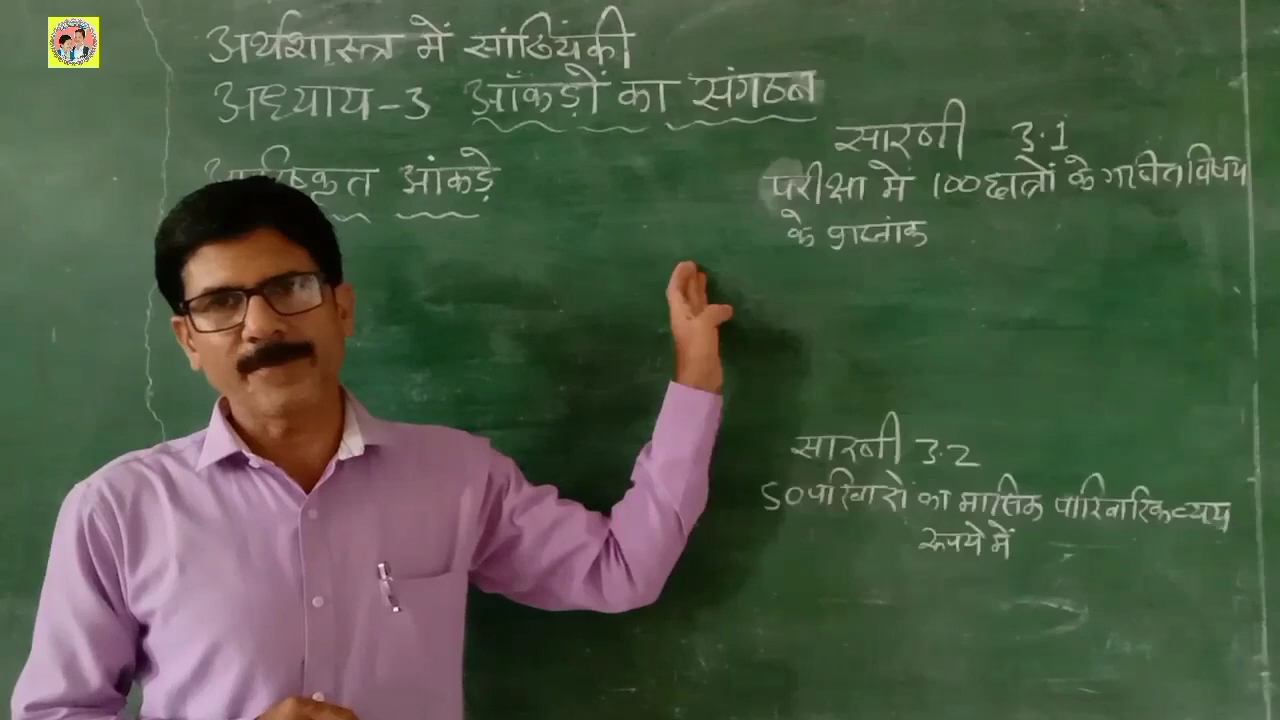 अर्थशास्त्र में सांख्यिकी
अध्याय-3 आँकड़ों का संगठन
आंकड़े
सारणी 3.1
परीक्षा में 100 छात्रों के गणित विषय
के प्राप्तांक
सारणी 3.2
50 परिवारों का मासिक पारिवारिक व्यय
रूपये में